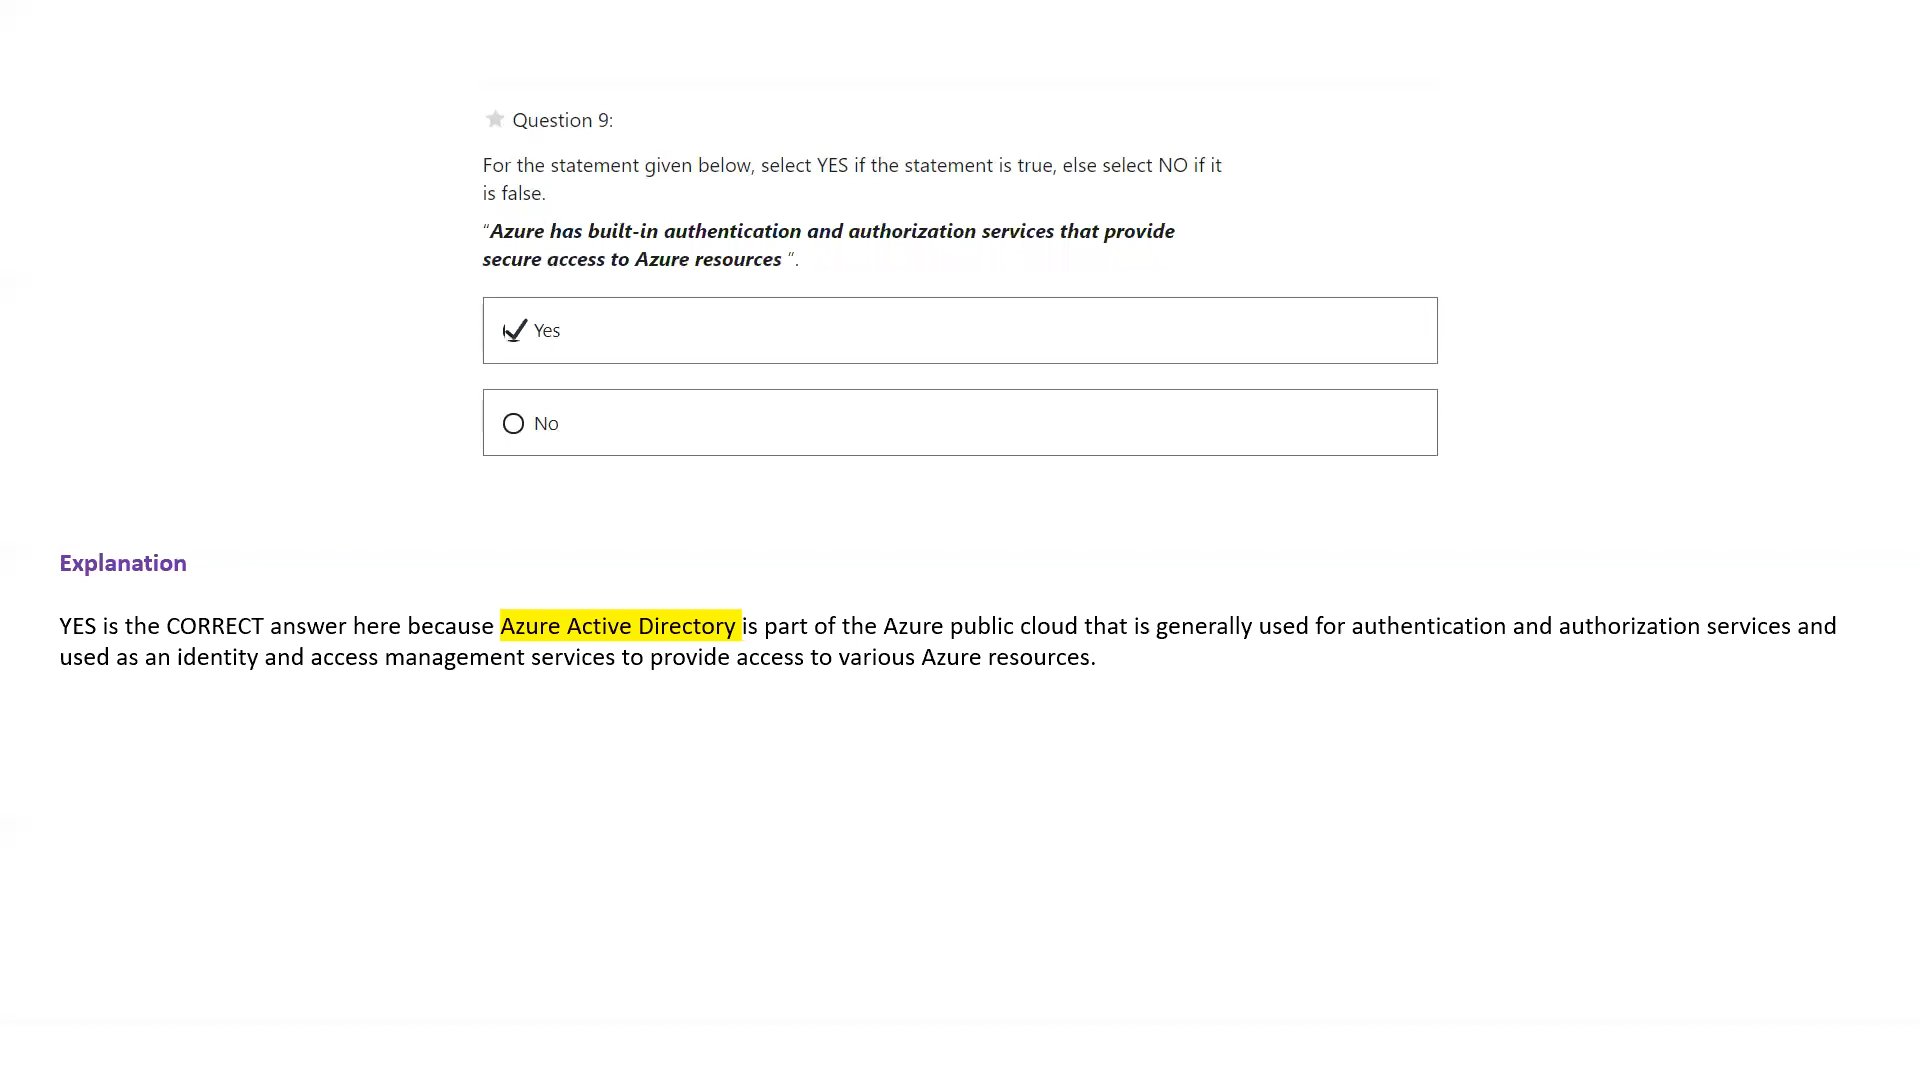 Question 9:
For the statement given below, select YES if the statement is true, else select NO if it
is false.
“Azure has built-in authentication and authorization services that provide
secure access to Azure resources ”.
Yes
No
Explanation
YES is the CORRECT answer here because Azure Active Directory is part of the Azure public cloud that is generally used for authentication and authorization services and
used as an identity and access management services to provide access to various Azure resources.